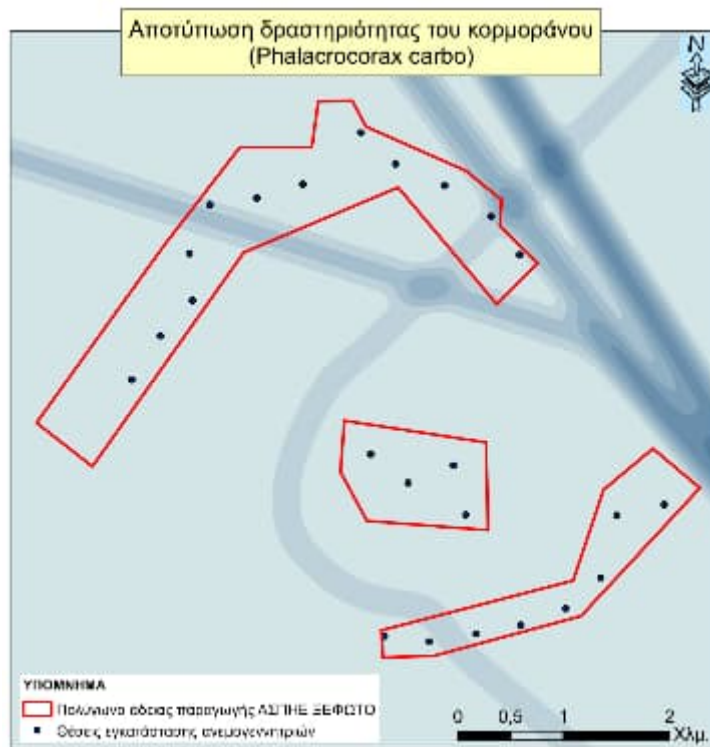 Αποτύπωση δραστηριότητας του κορμοράνου
(Phalacrocorax carbo)
N
ΥΠΟΜΝΗΜΑ
Πολύγωνα άδειας παραγωγής ΑΣΠΗΕ ΞΕΦΩΤΟ
Θέσεις εγκατάστασης ανεμογεννητριών
0 0,5 1 2
Χλμ.